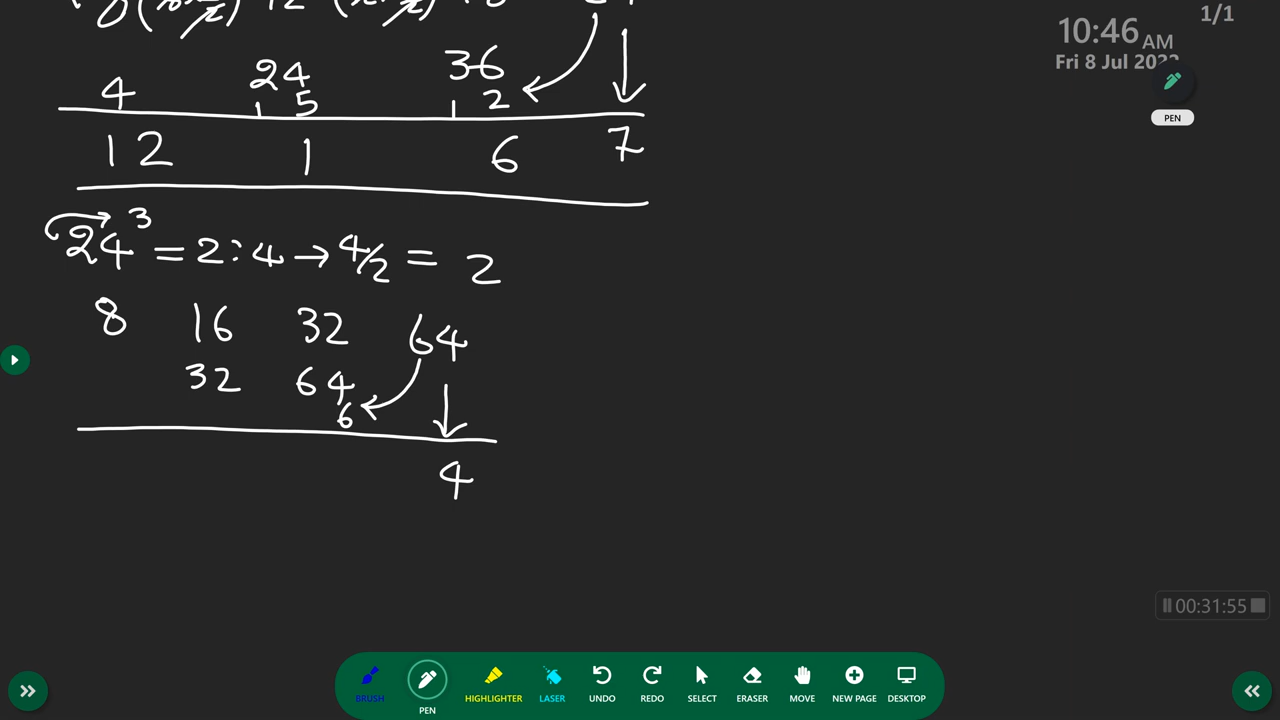 1/1
10:46 AM
Fri 8 Jul
PEN
4 24 36
1 5 1 2
12 1 6 7
24³ = 2:4 → 4/2 = 2
8 16 32 64
32 64
6
4
00:31:55
BRUSH PEN HIGHLIGHTER LASER UNDO REDO SELECT ERASER MOVE NEW PAGE DESKTOP